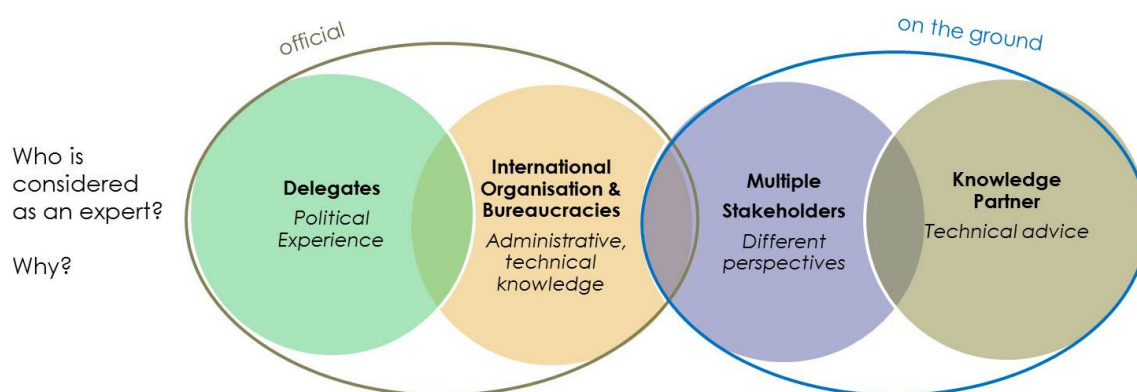 official
on the ground
Who is
considered
as an expert?
Why?
Delegates
Political
Experience
International
Organisation &
Bureaucracies
Administrative,
technical
knowledge
Multiple
Stakeholders
Different
perspectives
Knowledge
Partner
Technical advice